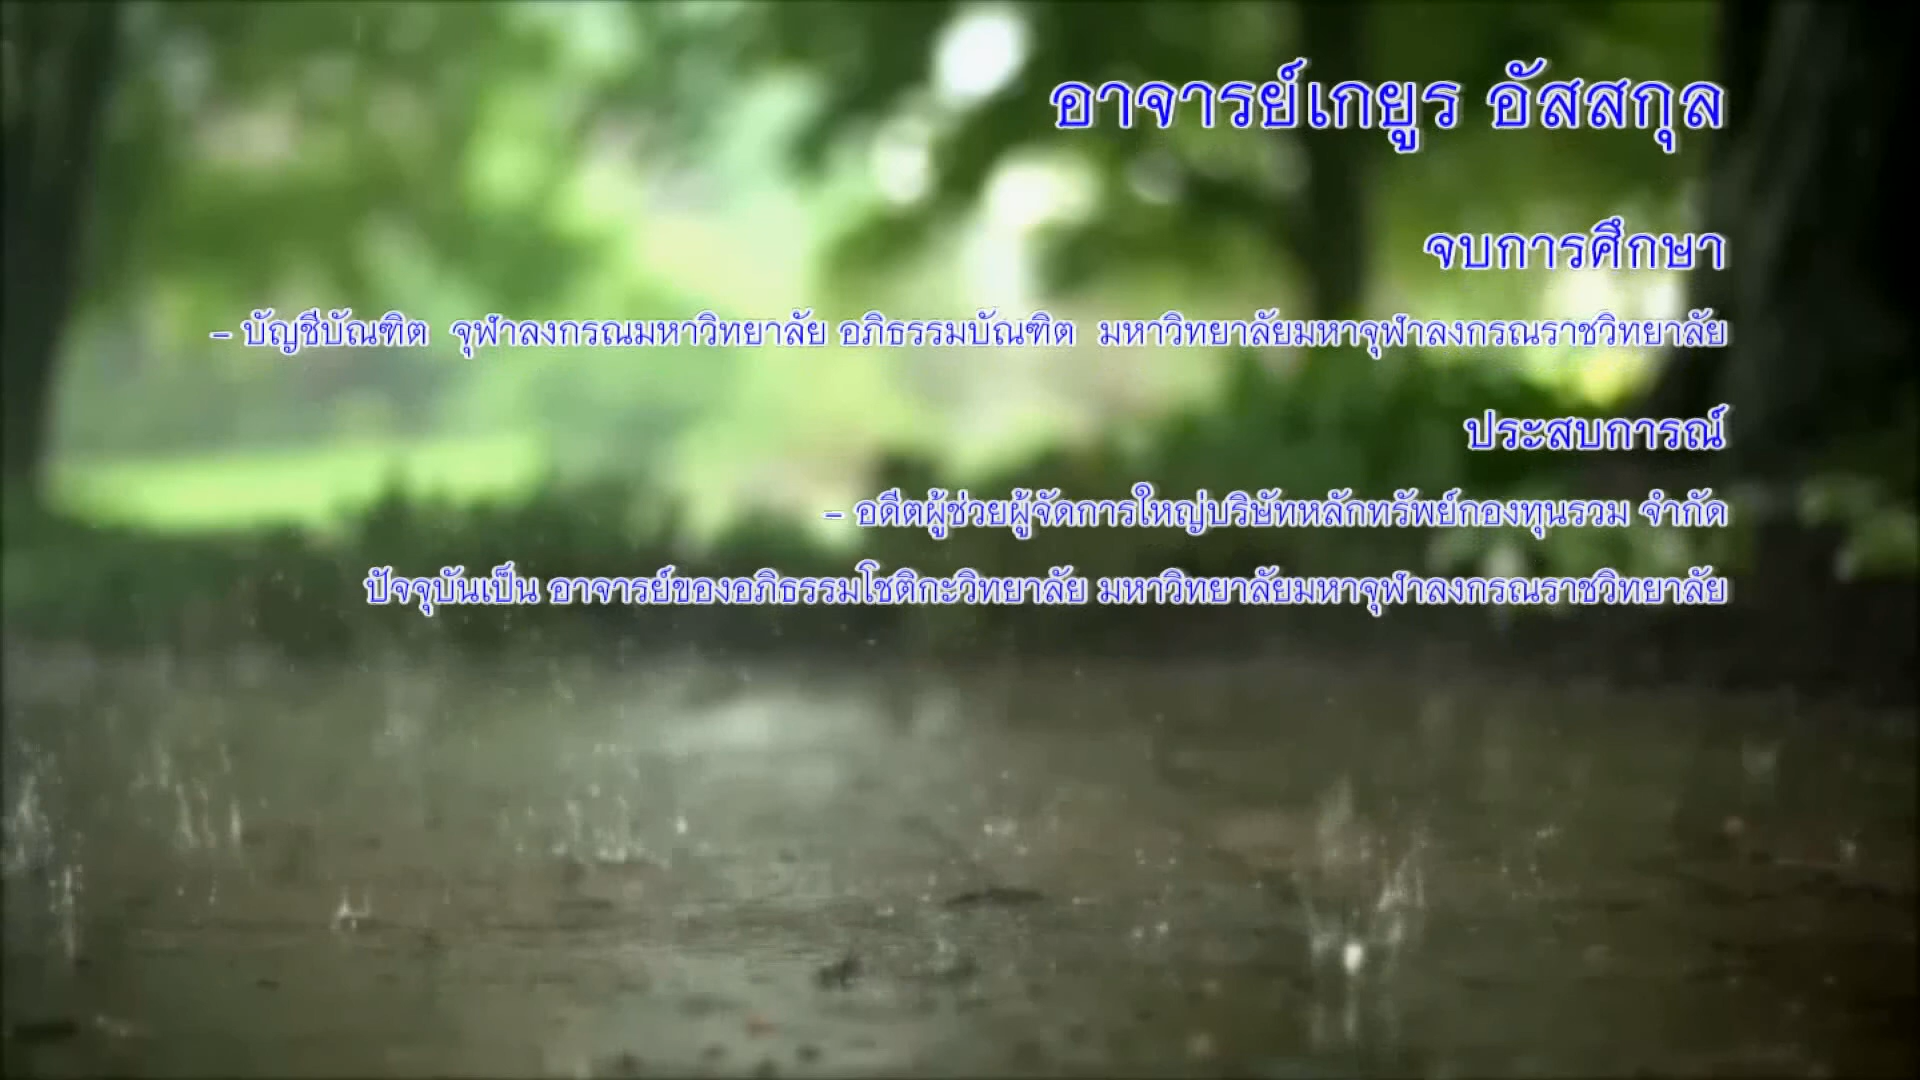 อาจารย์เกยูร อัสสกุล
จบการศึกษา
– บัญชีบัณฑิต  จุฬาลงกรณมหาวิทยาลัย อภิธรรมบัณฑิต  มหาวิทยาลัยมหาจุฬาลงกรณราชวิทยาลัย
ประสบการณ์
– อดีตผู้ช่วยผู้จัดการใหญ่บริษัทหลักทรัพย์กองทุนรวม จำกัด
ปัจจุบันเป็น อาจารย์ของอภิธรรมโชติกะวิทยาลัย มหาวิทยาลัยมหาจุฬาลงกรณราชวิทยาลัย